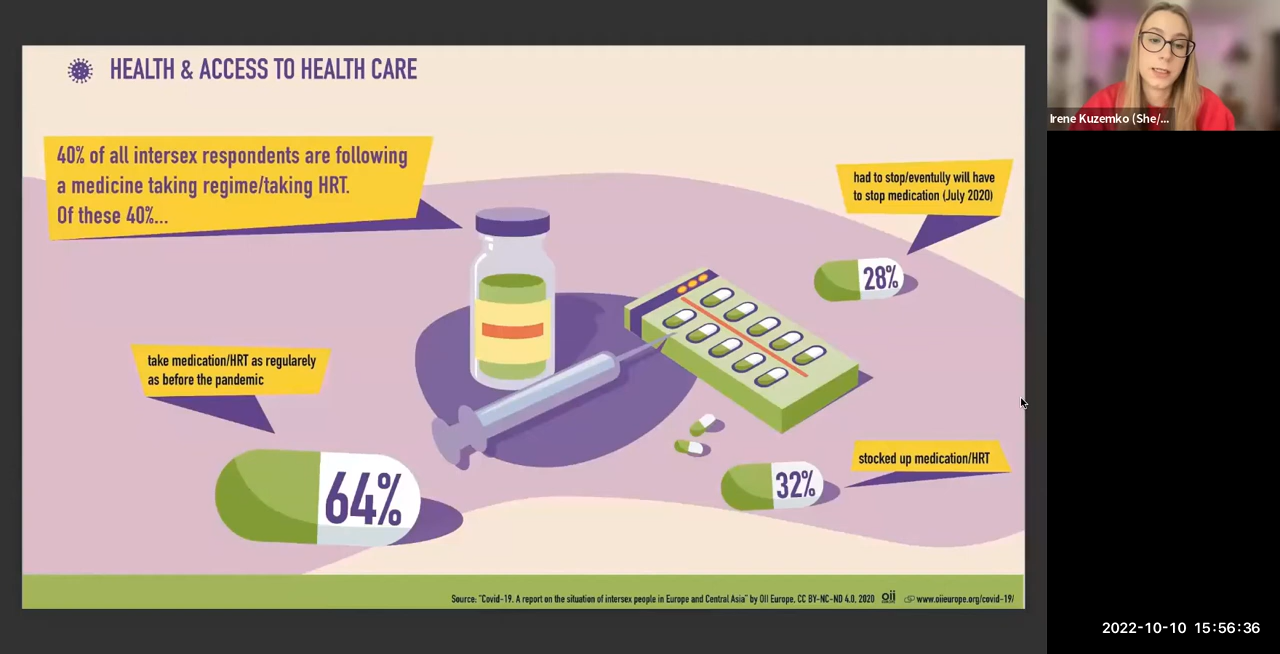 HEALTH & ACCESS TO HEALTH CARE
40% of all intersex respondents are following
a medicine taking regime/taking HRT.
Of these 40%...
had to stop/eventully will have
to stop medication (July 2020)
28%
take medication/HRT as regularely
as before the pandemic
64%
stocked up medication/HRT
32%
Source: "Covid-19. A report on the situation of intersex people in Europe and Central Asia" by OII Europe, CC BY-NC-ND 4.0, 2020
oii
www.oiieurope.org/covid-19/
Irene Kuzemko (She/...
2022-10-10 15:56:36